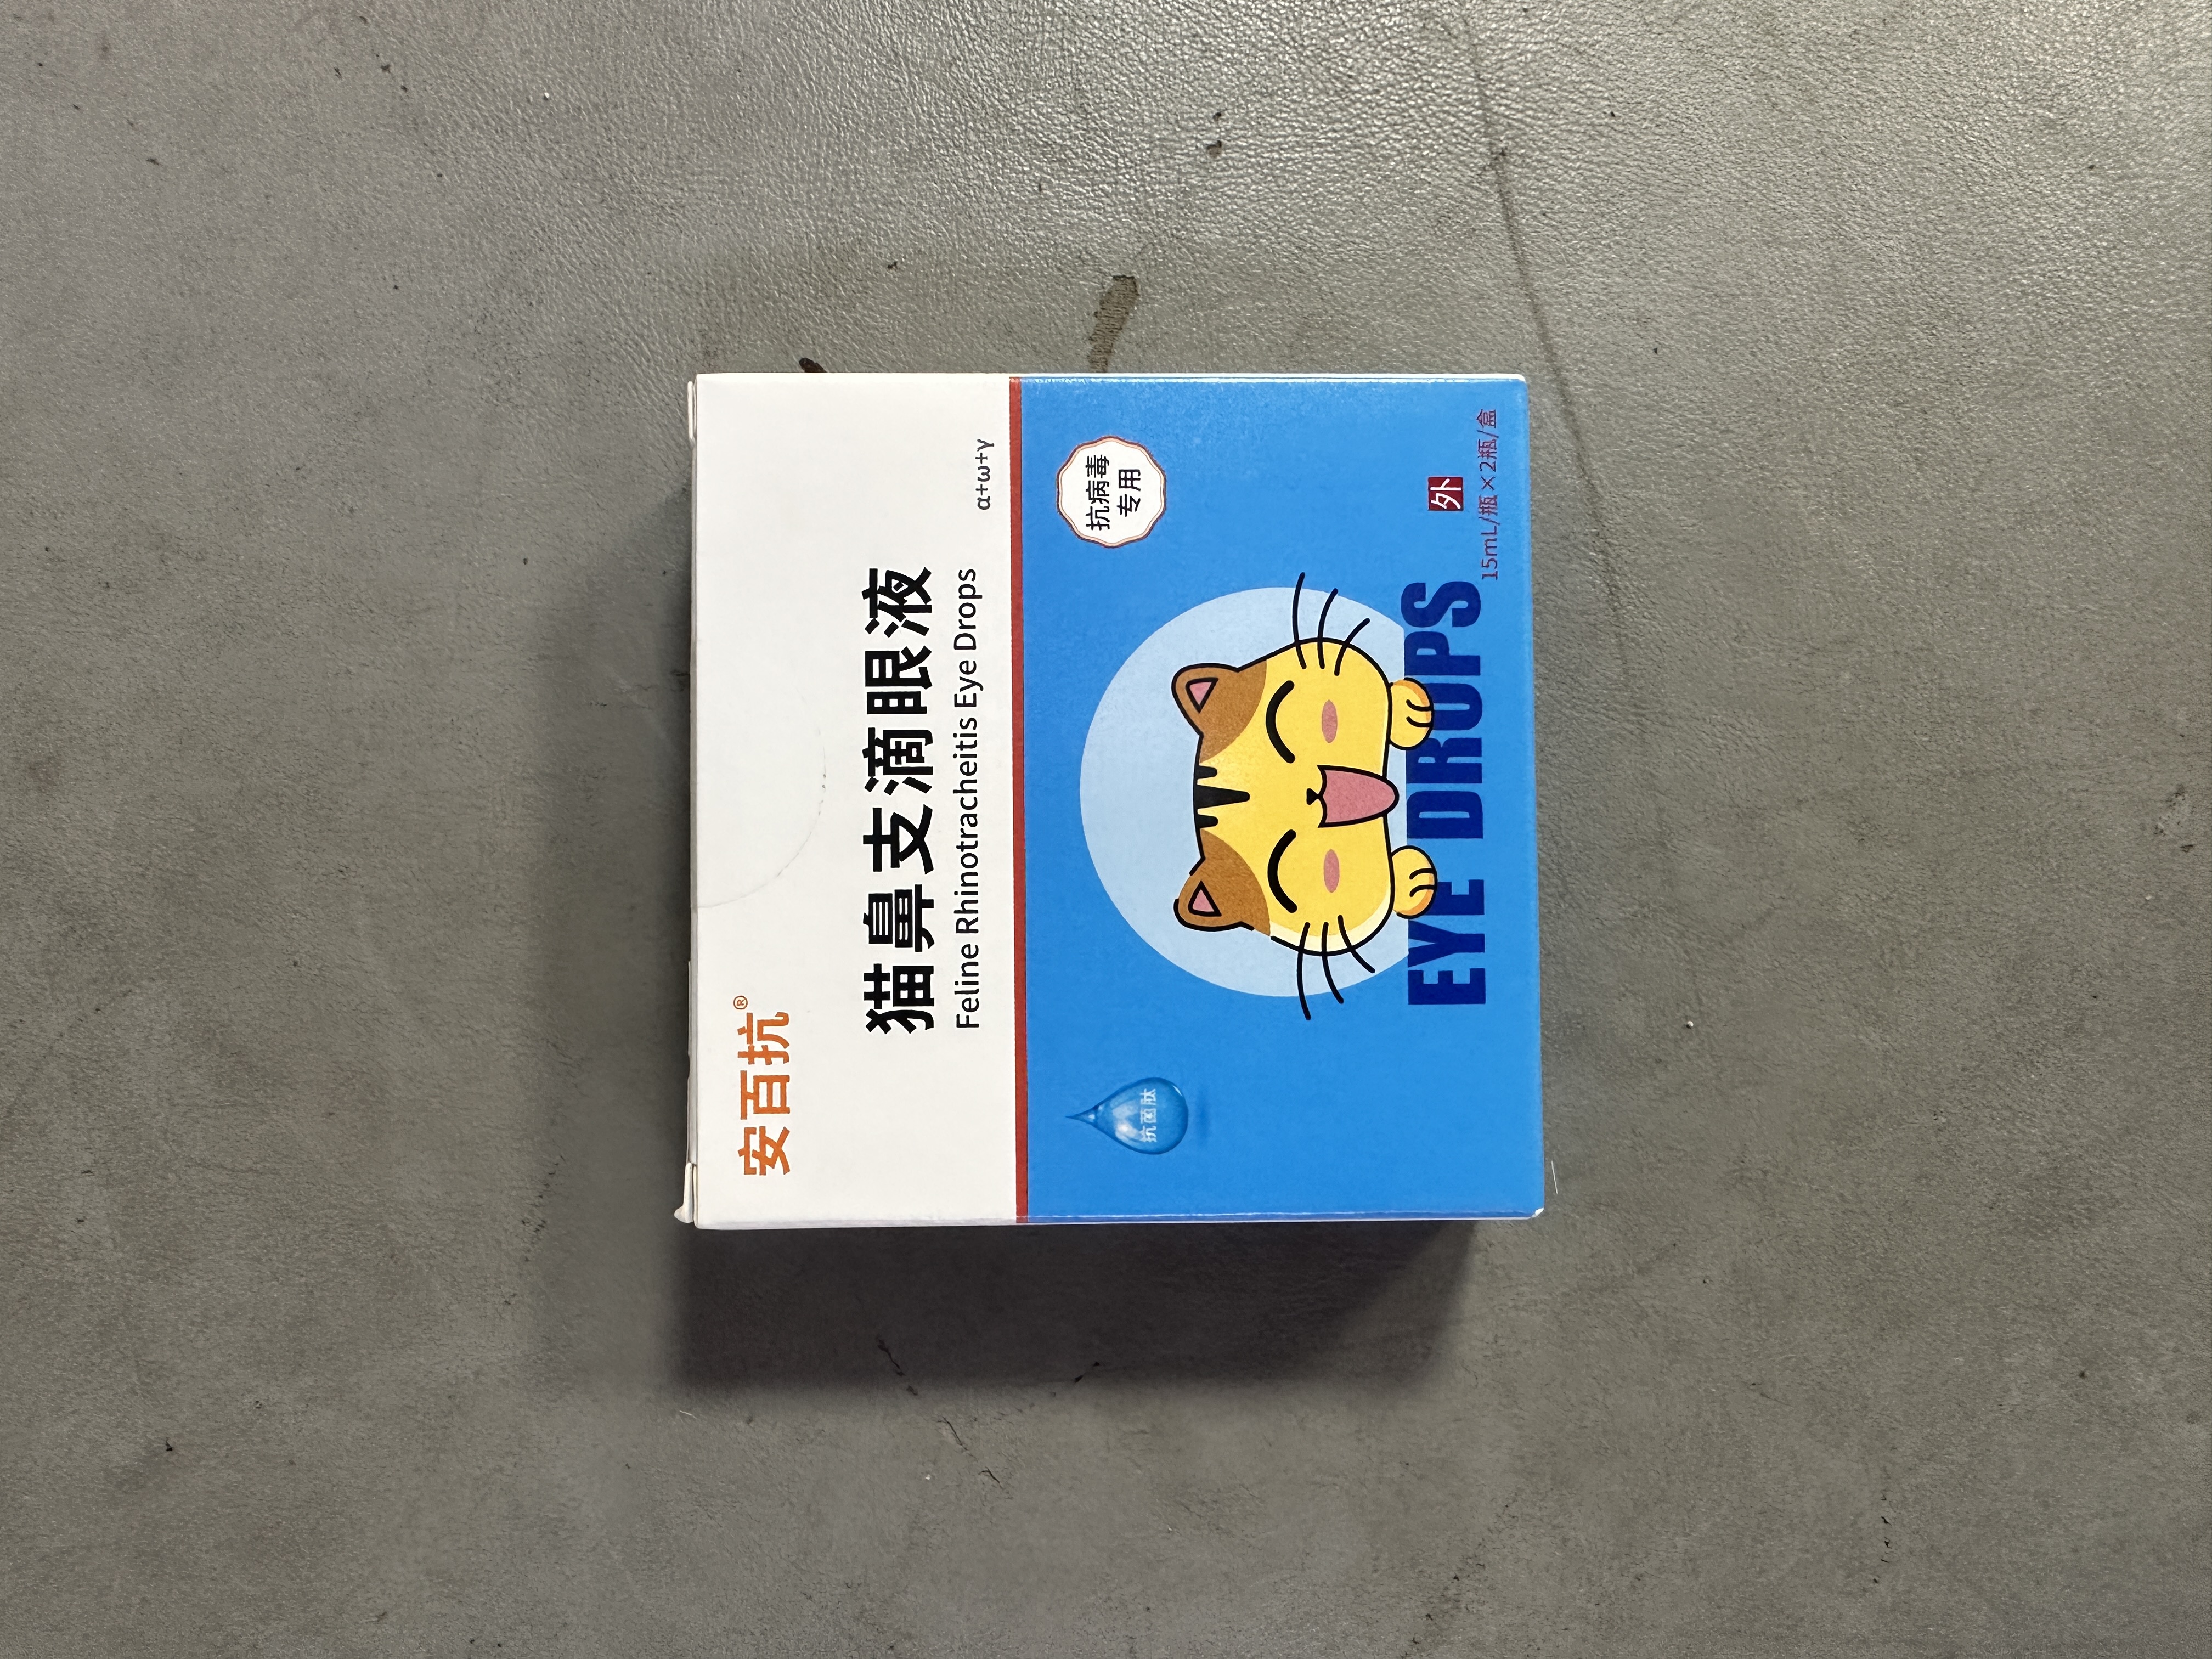 安百抗®
猫鼻支滴眼液
Feline Rhinotracheitis Eye Drops
α+ω+γ
抗菌肽
抗病毒
专用
EYE DROPS
外
15mL/瓶×2瓶/盒